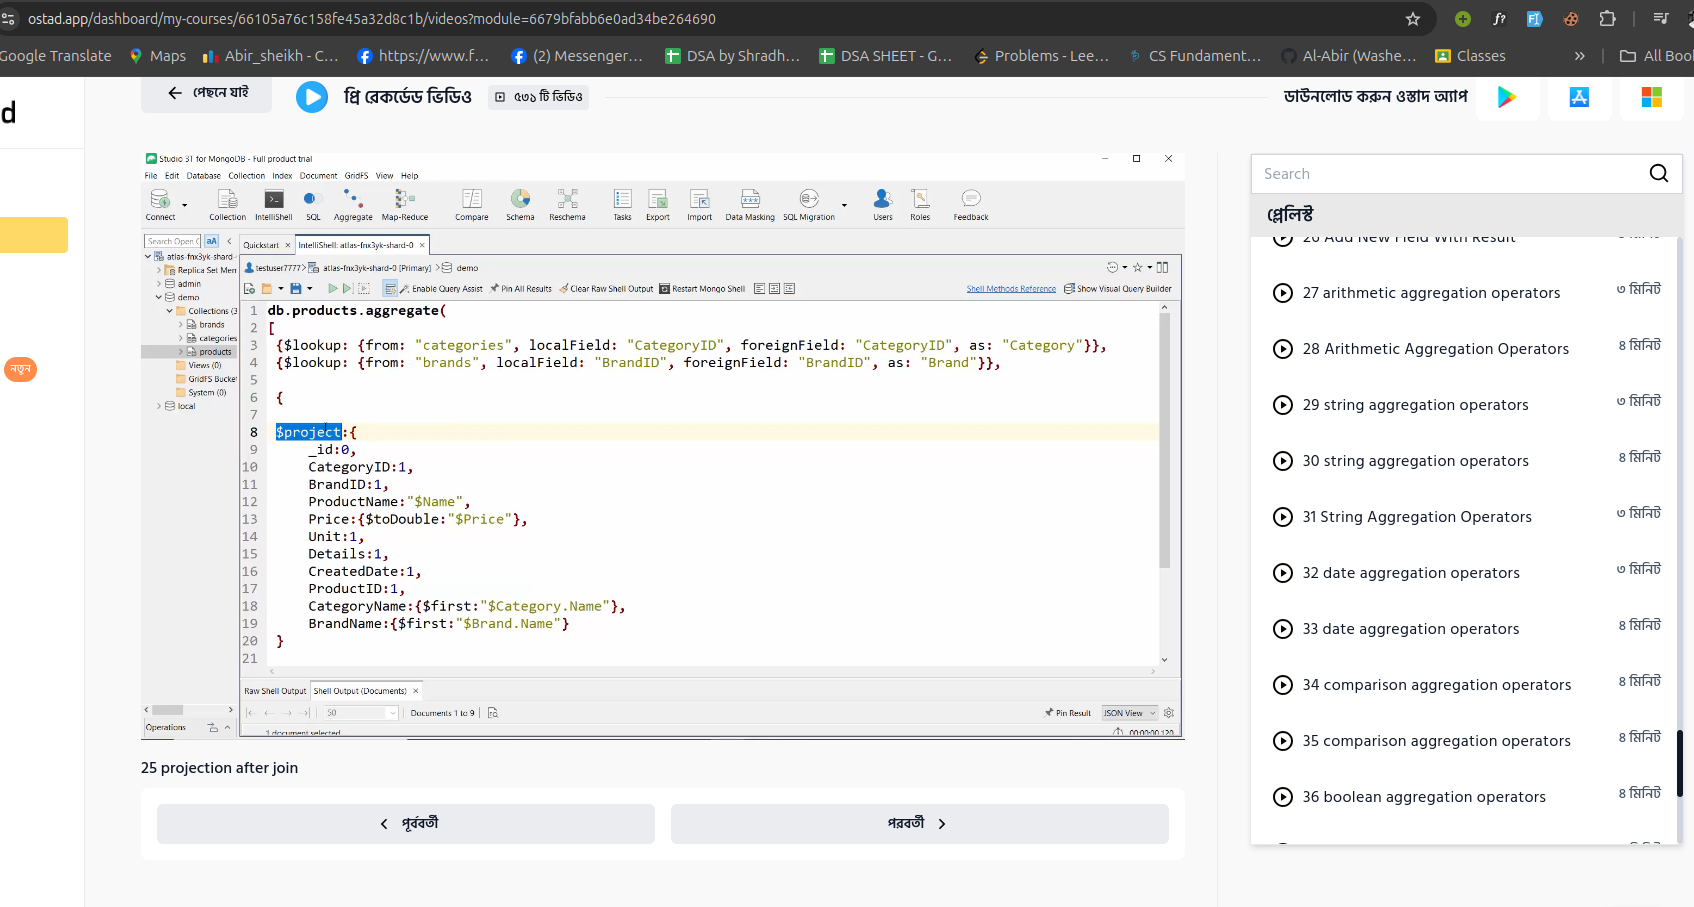 ostad.app/dashboard/my-courses/66105a76c158fe45a32d8c1b/videos?module=6679bfabb6e0ad34be264690
Google Translate Maps Abir_sheikh - C... https://www.f... (2) Messenger... DSA by Shradh... DSA SHEET - G... Problems - Lee... CS Fundament... Al-Abir (Washe... Classes » All Boo
d
পেছনে যাই
প্রি রেকর্ডেড ভিডিও
৫৩১ টি ভিডিও
ডাউনলোড করুন ওস্তাদ অ্যাপ
নতুন
Studio 3T for MongoDB - Full product trial
File Edit Database Collection Index Document GridFS View Help
Connect Collection IntelliShell SQL Aggregate Map-Reduce Compare Schema Reschema Tasks Export Import Data Masking SQL Migration Users Roles Feedback
Search Open C aA
Quickstart × IntelliShell: atlas-fnx3yk-shard-0 ×
atlas-fnx3yk-shard-
Replica Set Mem
admin
demo
Collections (3
brands
categories
products
Views (0)
GridFS Bucket
System (0)
local
Operations
testuser7777> atlas-fnx3yk-shard-0 [Primary] > demo
Enable Query Assist Pin All Results Clear Raw Shell Output Restart Mongo Shell Shell Methods Reference Show Visual Query Builder
1 db.products.aggregate(
2 [
3 {$lookup: {from: "categories", localField: "CategoryID", foreignField: "CategoryID", as: "Category"}},
4 {$lookup: {from: "brands", localField: "BrandID", foreignField: "BrandID", as: "Brand"}},
5
6 {
7
8 $project:{
9 _id:0,
10 CategoryID:1,
11 BrandID:1,
12 ProductName:"$Name",
13 Price:{$toDouble:"$Price"},
14 Unit:1,
15 Details:1,
16 CreatedDate:1,
17 ProductID:1,
18 CategoryName:{$first:"$Category.Name"},
19 BrandName:{$first:"$Brand.Name"}
20 }
21
Raw Shell Output Shell Output (Documents) ×
50 Documents 1 to 9 Pin Result JSON View
1 document selected 00:00:00.120
25 projection after join
পূর্ববর্তী
পরবর্তী
Search
প্লেলিস্ট
26 Add New Field With Result
27 arithmetic aggregation operators ৩ মিনিট
28 Arithmetic Aggregation Operators ৪ মিনিট
29 string aggregation operators ৩ মিনিট
30 string aggregation operators ৪ মিনিট
31 String Aggregation Operators ৩ মিনিট
32 date aggregation operators ৩ মিনিট
33 date aggregation operators ৪ মিনিট
34 comparison aggregation operators ৪ মিনিট
35 comparison aggregation operators ৪ মিনিট
36 boolean aggregation operators ৪ মিনিট